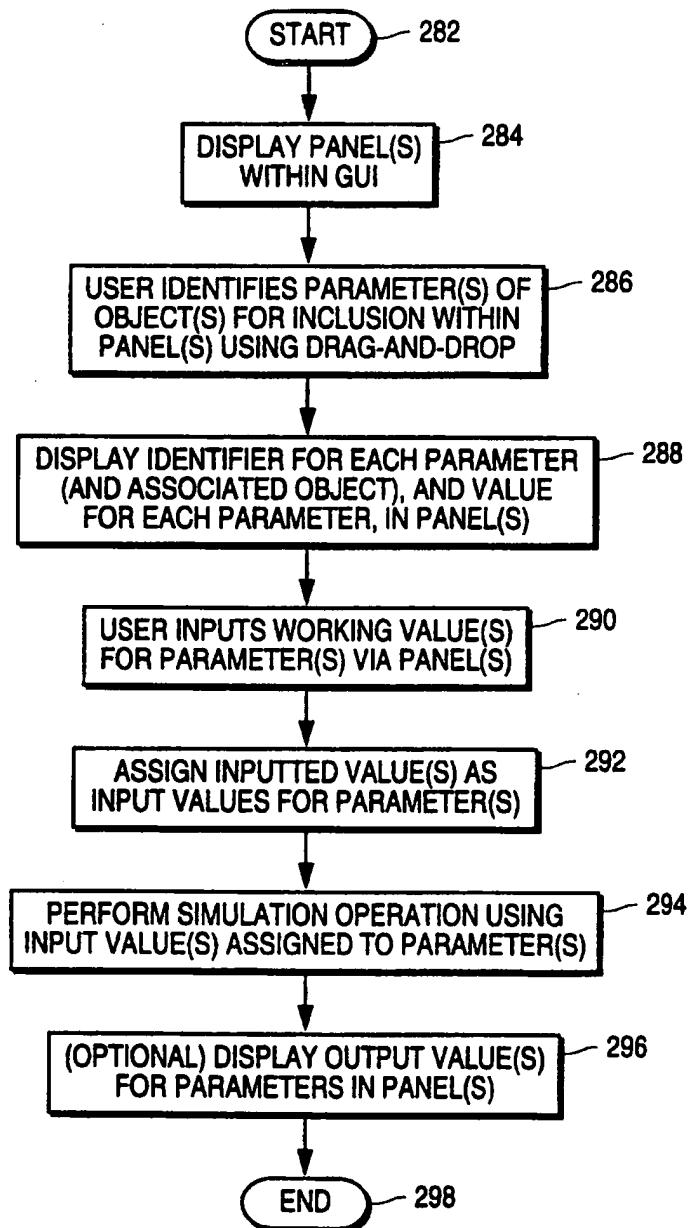 START
282
DISPLAY PANEL(S)
WITHIN GUI
284
USER IDENTIFIES PARAMETER(S) OF
OBJECT(S) FOR INCLUSION WITHIN
PANEL(S) USING DRAG-AND-DROP
286
DISPLAY IDENTIFIER FOR EACH PARAMETER
(AND ASSOCIATED OBJECT), AND VALUE
FOR EACH PARAMETER, IN PANEL(S)
288
USER INPUTS WORKING VALUE(S)
FOR PARAMETER(S) VIA PANEL(S)
290
ASSIGN INPUTTED VALUE(S) AS
INPUT VALUES FOR PARAMETER(S)
292
PERFORM SIMULATION OPERATION USING
INPUT VALUE(S) ASSIGNED TO PARAMETER(S)
294
(OPTIONAL) DISPLAY OUTPUT VALUE(S)
FOR PARAMETERS IN PANEL(S)
296
END
298